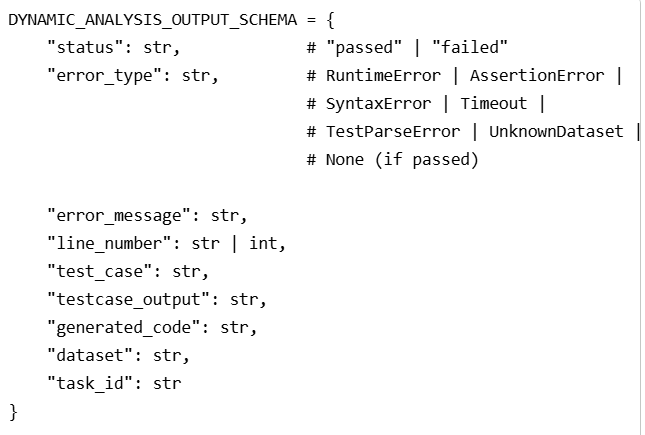 DYNAMIC_ANALYSIS_OUTPUT_SCHEMA = {
    "status": str,             # "passed" | "failed"
    "error_type": str,         # RuntimeError | AssertionError |
                               # SyntaxError | Timeout |
                               # TestParseError | UnknownDataset |
                               # None (if passed)
    "error_message": str,
    "line_number": str | int,
    "test_case": str,
    "testcase_output": str,
    "generated_code": str,
    "dataset": str,
    "task_id": str
}